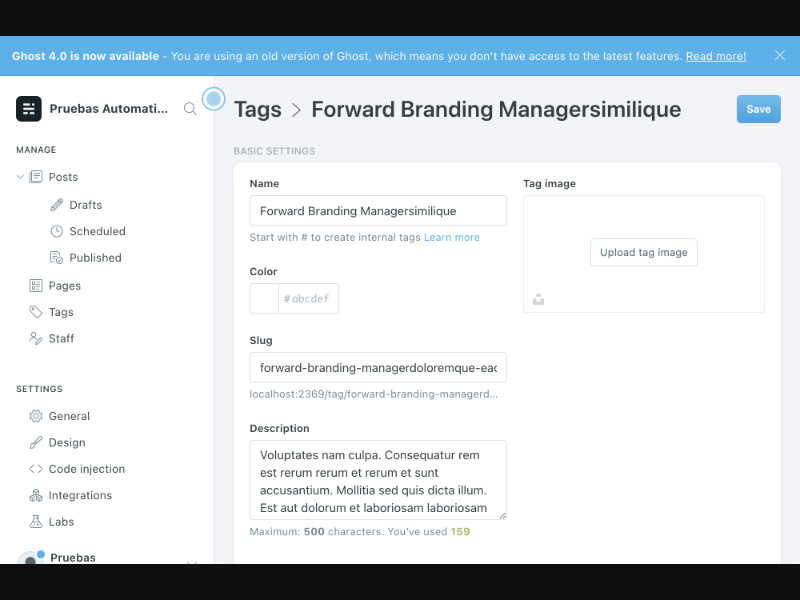 Ghost 4.0 is now available - You are using an old version of Ghost, which means you don't have access to the latest features. Read more!
Pruebas Automati...
MANAGE
Posts
Drafts
Scheduled
Published
Pages
Tags
Staff
SETTINGS
General
Design
Code injection
Integrations
Labs
Pruebas
Tags > Forward Branding Managersimilique
Save
BASIC SETTINGS
Name
Forward Branding Managersimilique
Start with # to create internal tags Learn more
Color
#abcdef
Slug
forward-branding-managerdoloremque-eac
localhost:2369/tag/forward-branding-managerd...
Description
Voluptates nam culpa. Consequatur rem
est rerum rerum et rerum et sunt
accusantium. Mollitia sed quis dicta illum.
Est aut dolorum et laboriosam laboriosam
Maximum: 500 characters. You've used 159
Tag image
Upload tag image